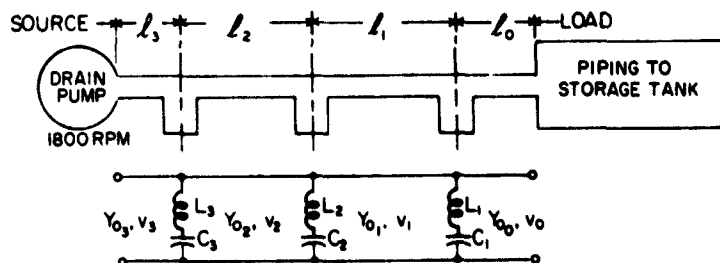 SOURCE ℓ₃ ℓ₂ ℓ₁ ℓ₀ LOAD
DRAIN
PUMP
1800 RPM
PIPING TO
STORAGE TANK
Y₀₃, v₃ L₃ C₃ Y₀₂, v₂ L₂ C₂ Y₀₁, v₁ L₁ C₁ Y₀₀, v₀